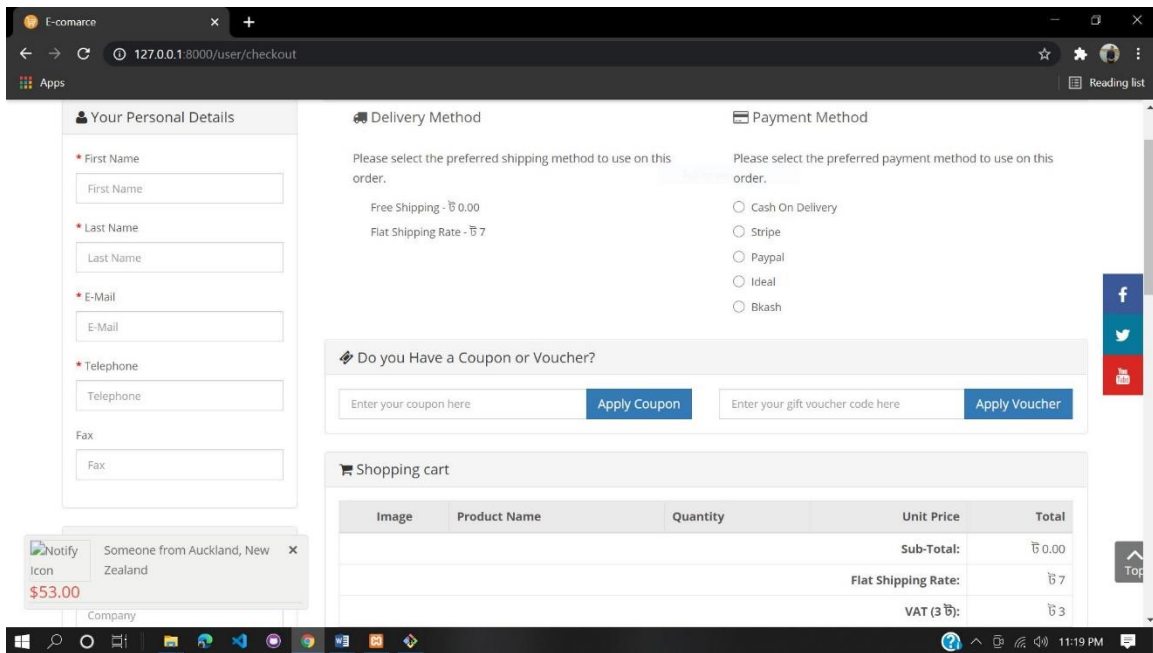 E-comarce
127.0.0.1:8000/user/checkout
Apps
Reading list
Your Personal Details
* First Name
First Name
* Last Name
Last Name
* E-Mail
E-Mail
* Telephone
Telephone
Fax
Fax
Delivery Method
Please select the preferred shipping method to use on this
order.
Free Shipping - ৳ 0.00
Flat Shipping Rate - ৳ 7
Payment Method
Please select the preferred payment method to use on this
order.
Cash On Delivery
Stripe
Paypal
Ideal
Bkash
Do you Have a Coupon or Voucher?
Enter your coupon here
Apply Coupon
Enter your gift voucher code here
Apply Voucher
Shopping cart
Image Product Name Quantity Unit Price Total
Sub-Total: ৳ 0.00
Flat Shipping Rate: ৳ 7
VAT (3 ৳): ৳ 3
Notify
Icon
Someone from Auckland, New
Zealand
$53.00
Company
f
You
Tube
Top
11:19 PM